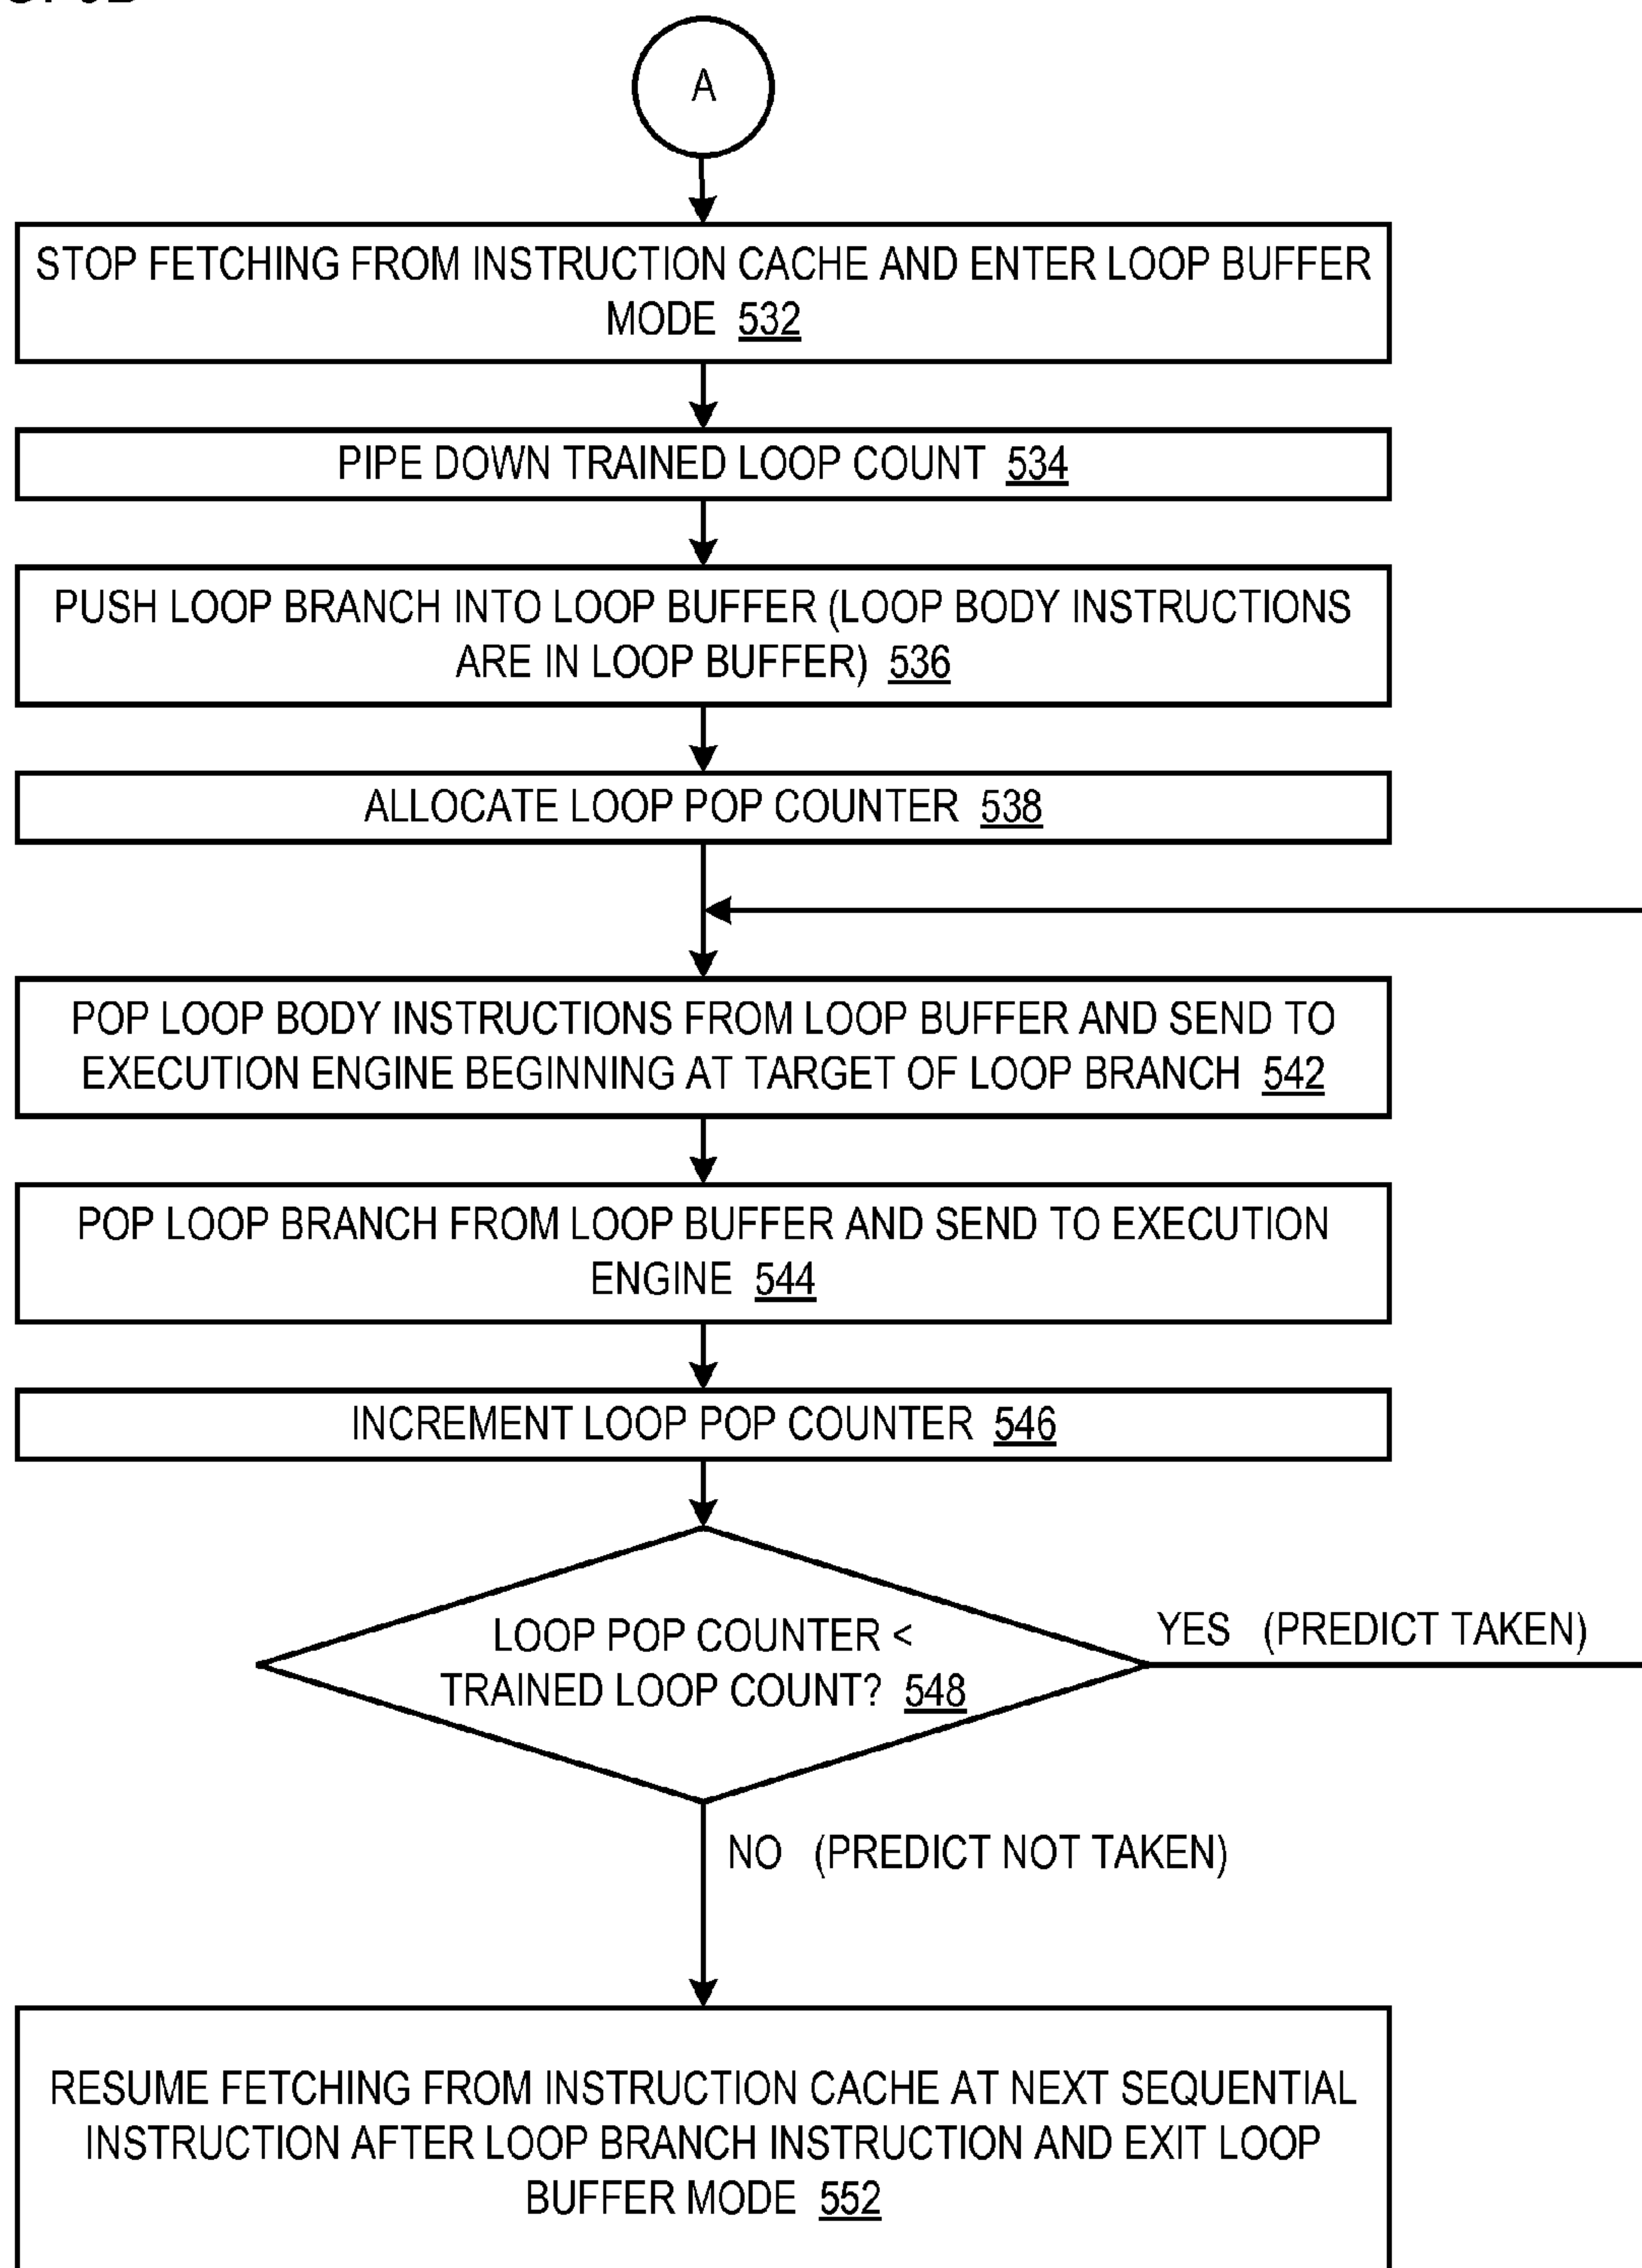 A
STOP FETCHING FROM INSTRUCTION CACHE AND ENTER LOOP BUFFER
MODE 532
PIPE DOWN TRAINED LOOP COUNT 534
PUSH LOOP BRANCH INTO LOOP BUFFER (LOOP BODY INSTRUCTIONS
ARE IN LOOP BUFFER) 536
ALLOCATE LOOP POP COUNTER 538
POP LOOP BODY INSTRUCTIONS FROM LOOP BUFFER AND SEND TO
EXECUTION ENGINE BEGINNING AT TARGET OF LOOP BRANCH 542
POP LOOP BRANCH FROM LOOP BUFFER AND SEND TO EXECUTION
ENGINE 544
INCREMENT LOOP POP COUNTER 546
LOOP POP COUNTER <
TRAINED LOOP COUNT? 548
YES (PREDICT TAKEN)
NO (PREDICT NOT TAKEN)
RESUME FETCHING FROM INSTRUCTION CACHE AT NEXT SEQUENTIAL
INSTRUCTION AFTER LOOP BRANCH INSTRUCTION AND EXIT LOOP
BUFFER MODE 552